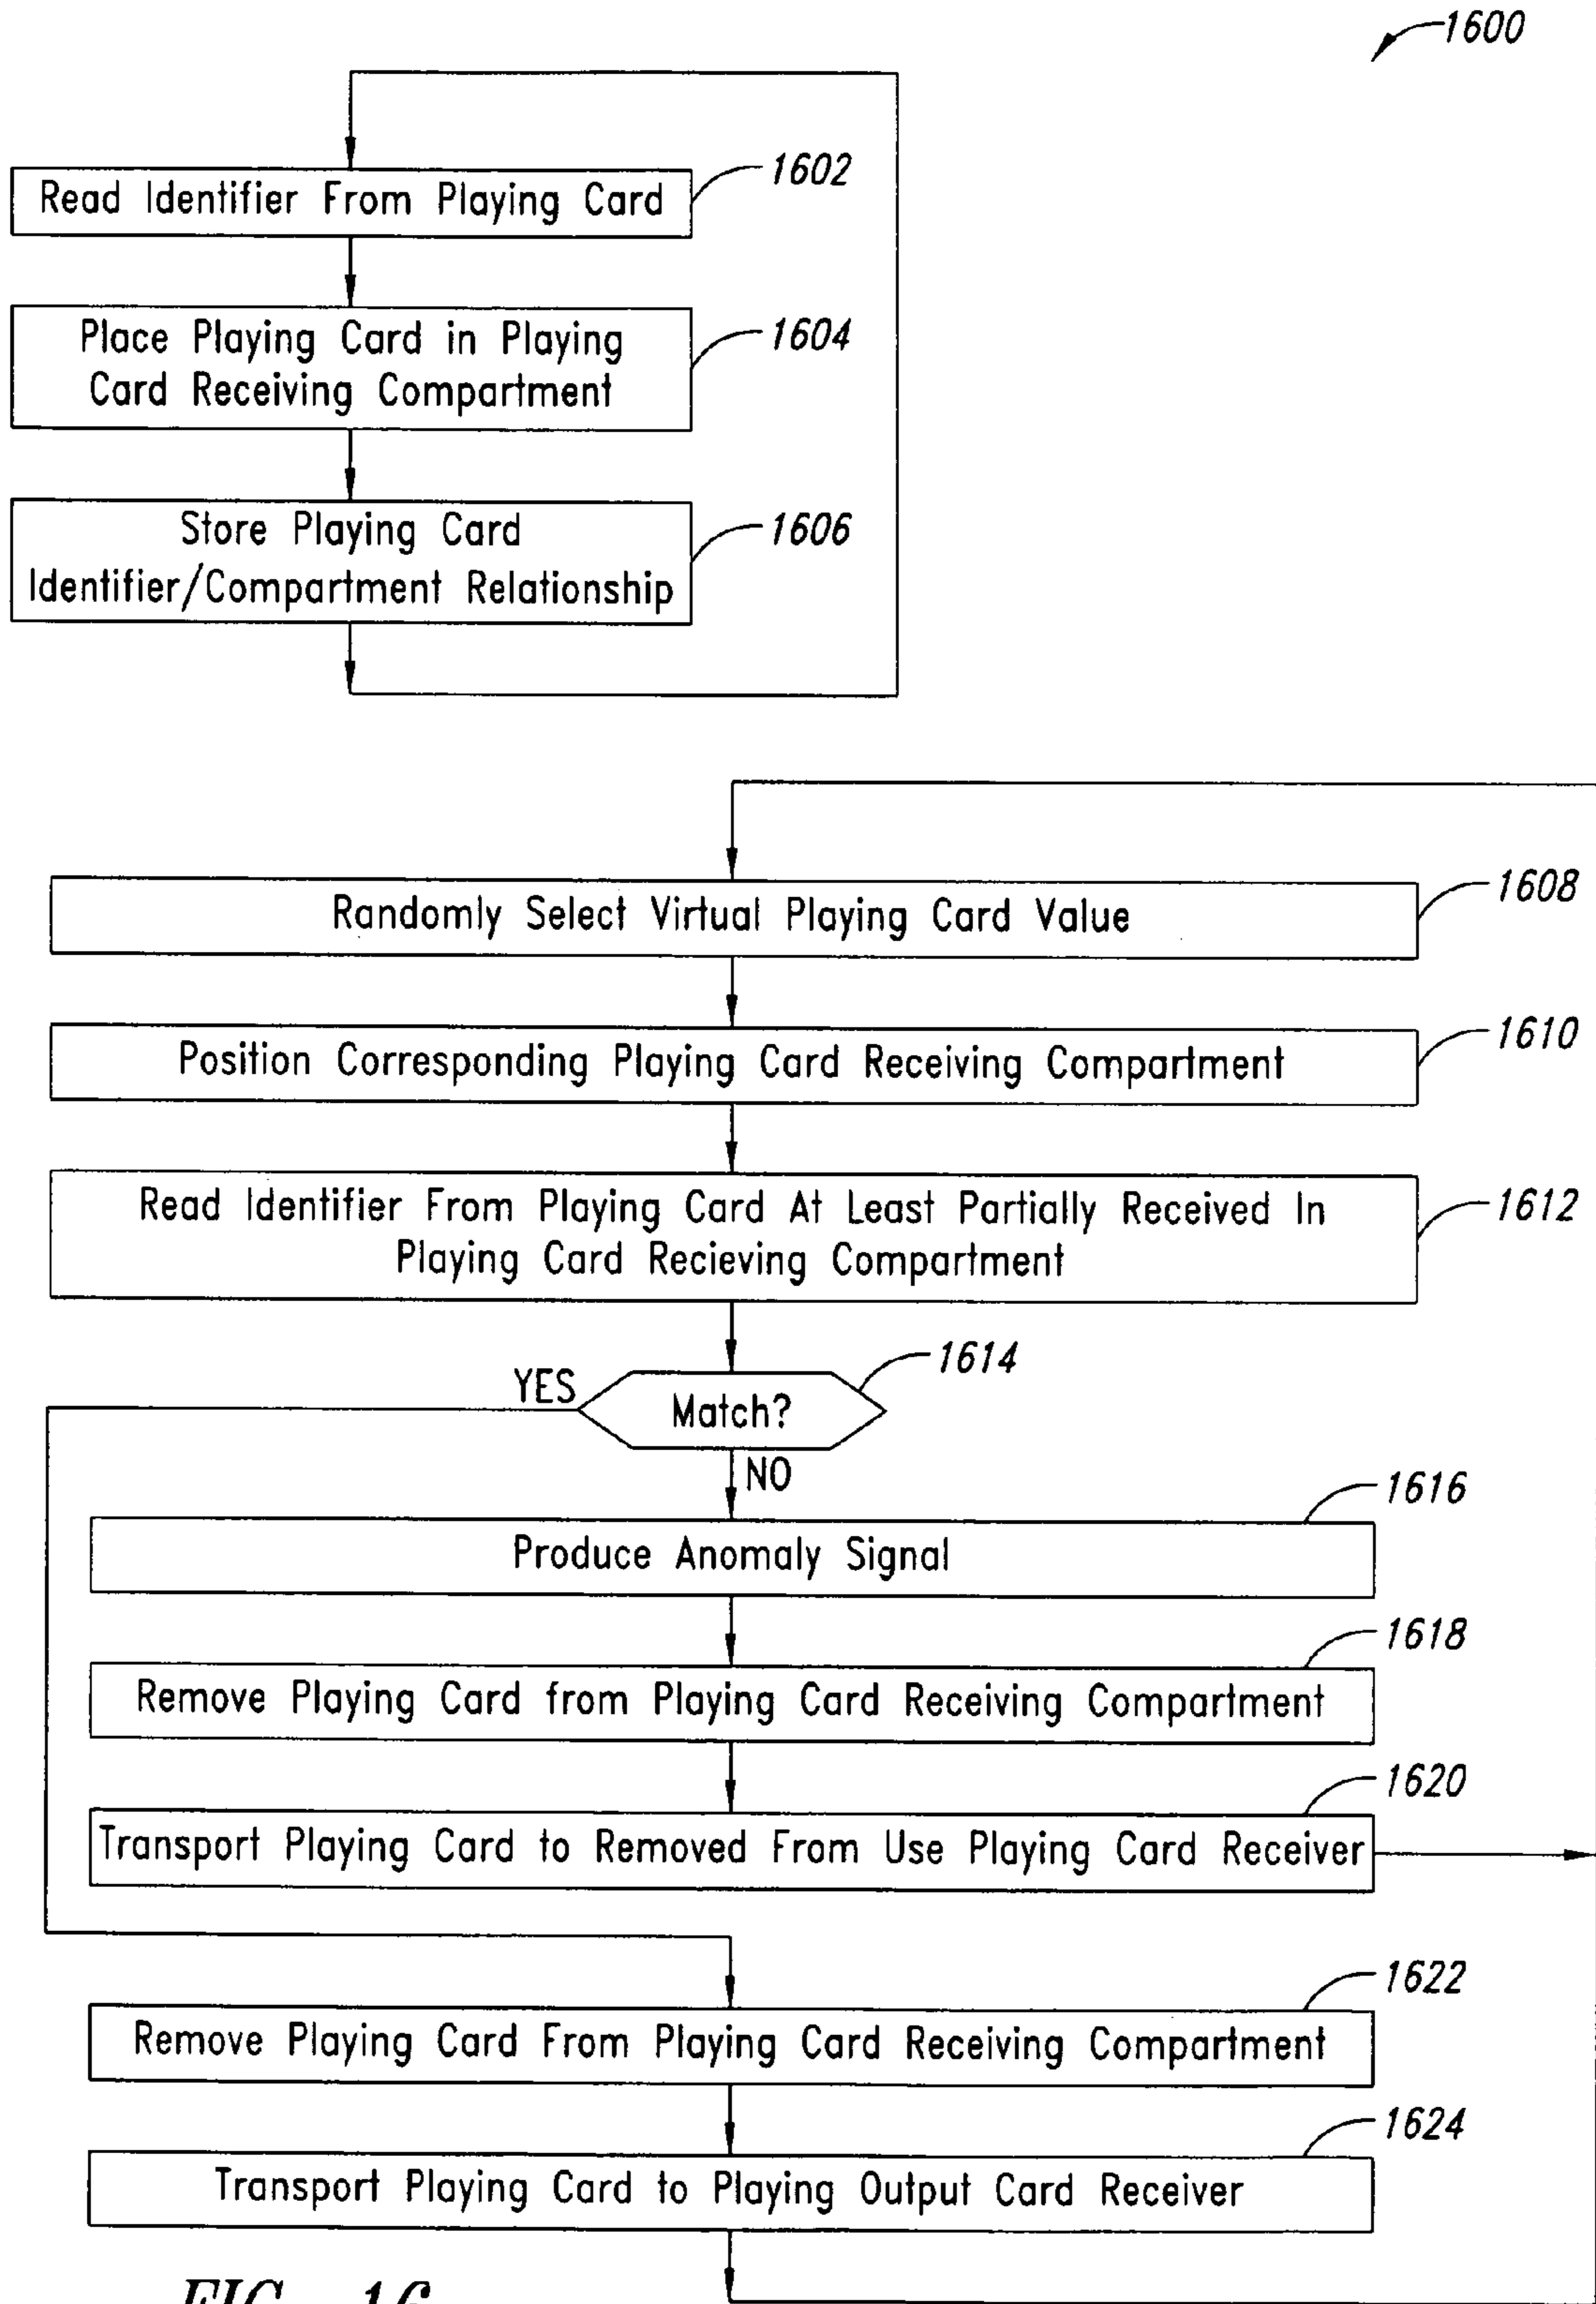 1600
Read Identifier From Playing Card
1602
Place Playing Card in Playing
Card Receiving Compartment
1604
Store Playing Card
Identifier/Compartment Relationship
1606
Randomly Select Virtual Playing Card Value
1608
Position Corresponding Playing Card Receiving Compartment
1610
Read Identifier From Playing Card At Least Partially Received In
Playing Card Recieving Compartment
1612
Match?
1614
YES
NO
Produce Anomaly Signal
1616
Remove Playing Card from Playing Card Receiving Compartment
1618
Transport Playing Card to Removed From Use Playing Card Receiver
1620
Remove Playing Card From Playing Card Receiving Compartment
1622
Transport Playing Card to Playing Output Card Receiver
1624
FIG. 16